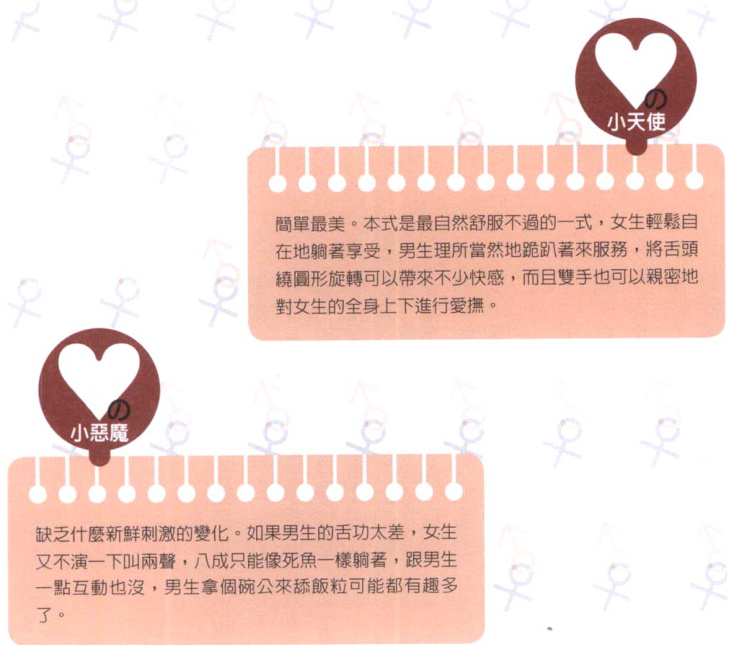 の
小天使
簡單最美。本式是最自然舒服不過的一式，女生輕鬆自
在地躺著享受，男生理所當然地跪趴著來服務，將舌頭
繞圓形旋轉可以帶來不少快感，而且雙手也可以親密地
對女生的全身上下進行愛撫。
の
小惡魔
缺乏什麼新鮮刺激的變化。如果男生的舌功太差，女生
又不演一下叫兩聲，八成只能像死魚一樣躺著，跟男生
一點互動也沒，男生拿個碗公來舔飯粒可能都有趣多
了。